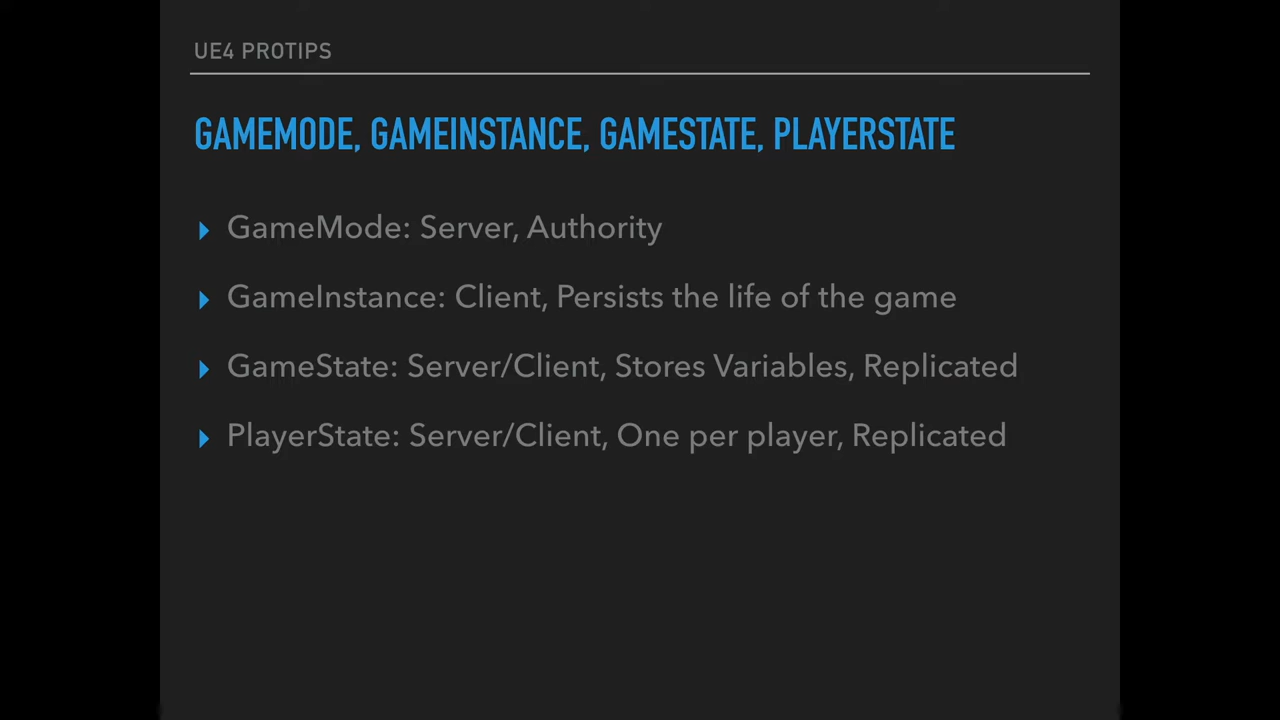 UE4 PROTIPS
GAMEMODE, GAMEINSTANCE, GAMESTATE, PLAYERSTATE
GameMode: Server, Authority
GameInstance: Client, Persists the life of the game
GameState: Server/Client, Stores Variables, Replicated
PlayerState: Server/Client, One per player, Replicated